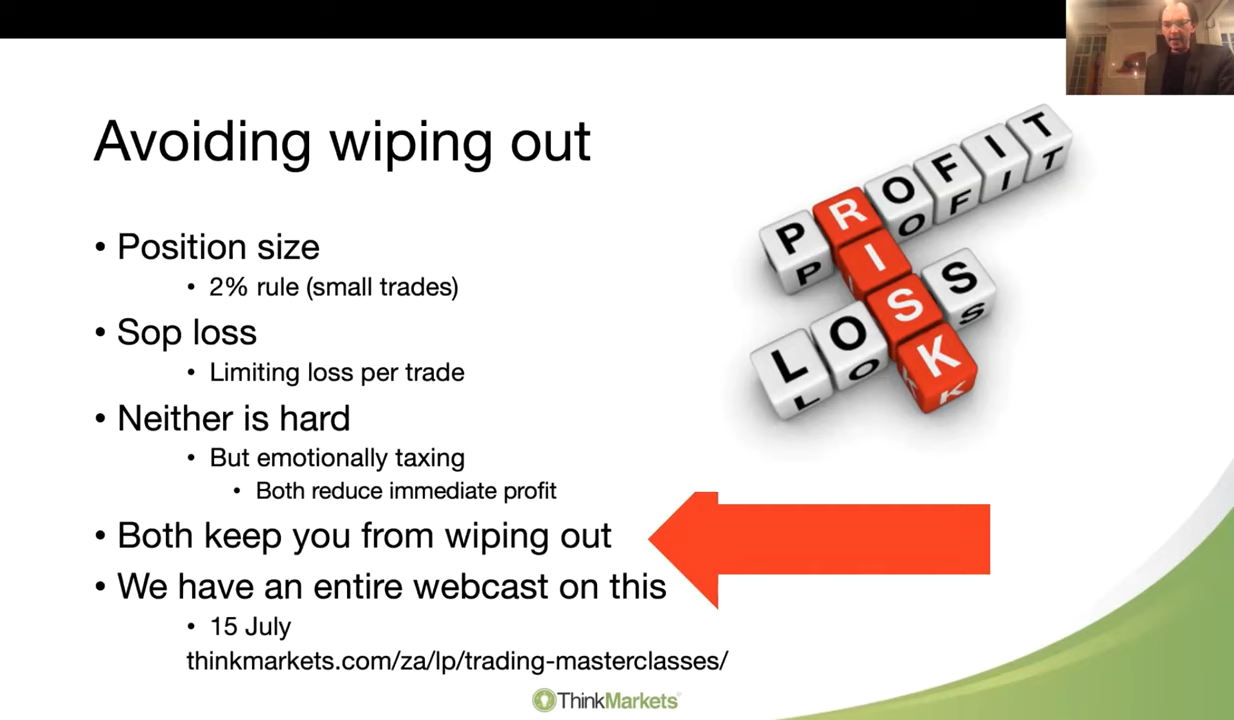 Avoiding wiping out
• Position size
• 2% rule (small trades)
• Sop loss
• Limiting loss per trade
• Neither is hard
• But emotionally taxing
• Both reduce immediate profit
• Both keep you from wiping out
• We have an entire webcast on this
• 15 July
thinkmarkets.com/za/lp/trading-masterclasses/
PROFIT
RISK
LOSS
ThinkMarkets